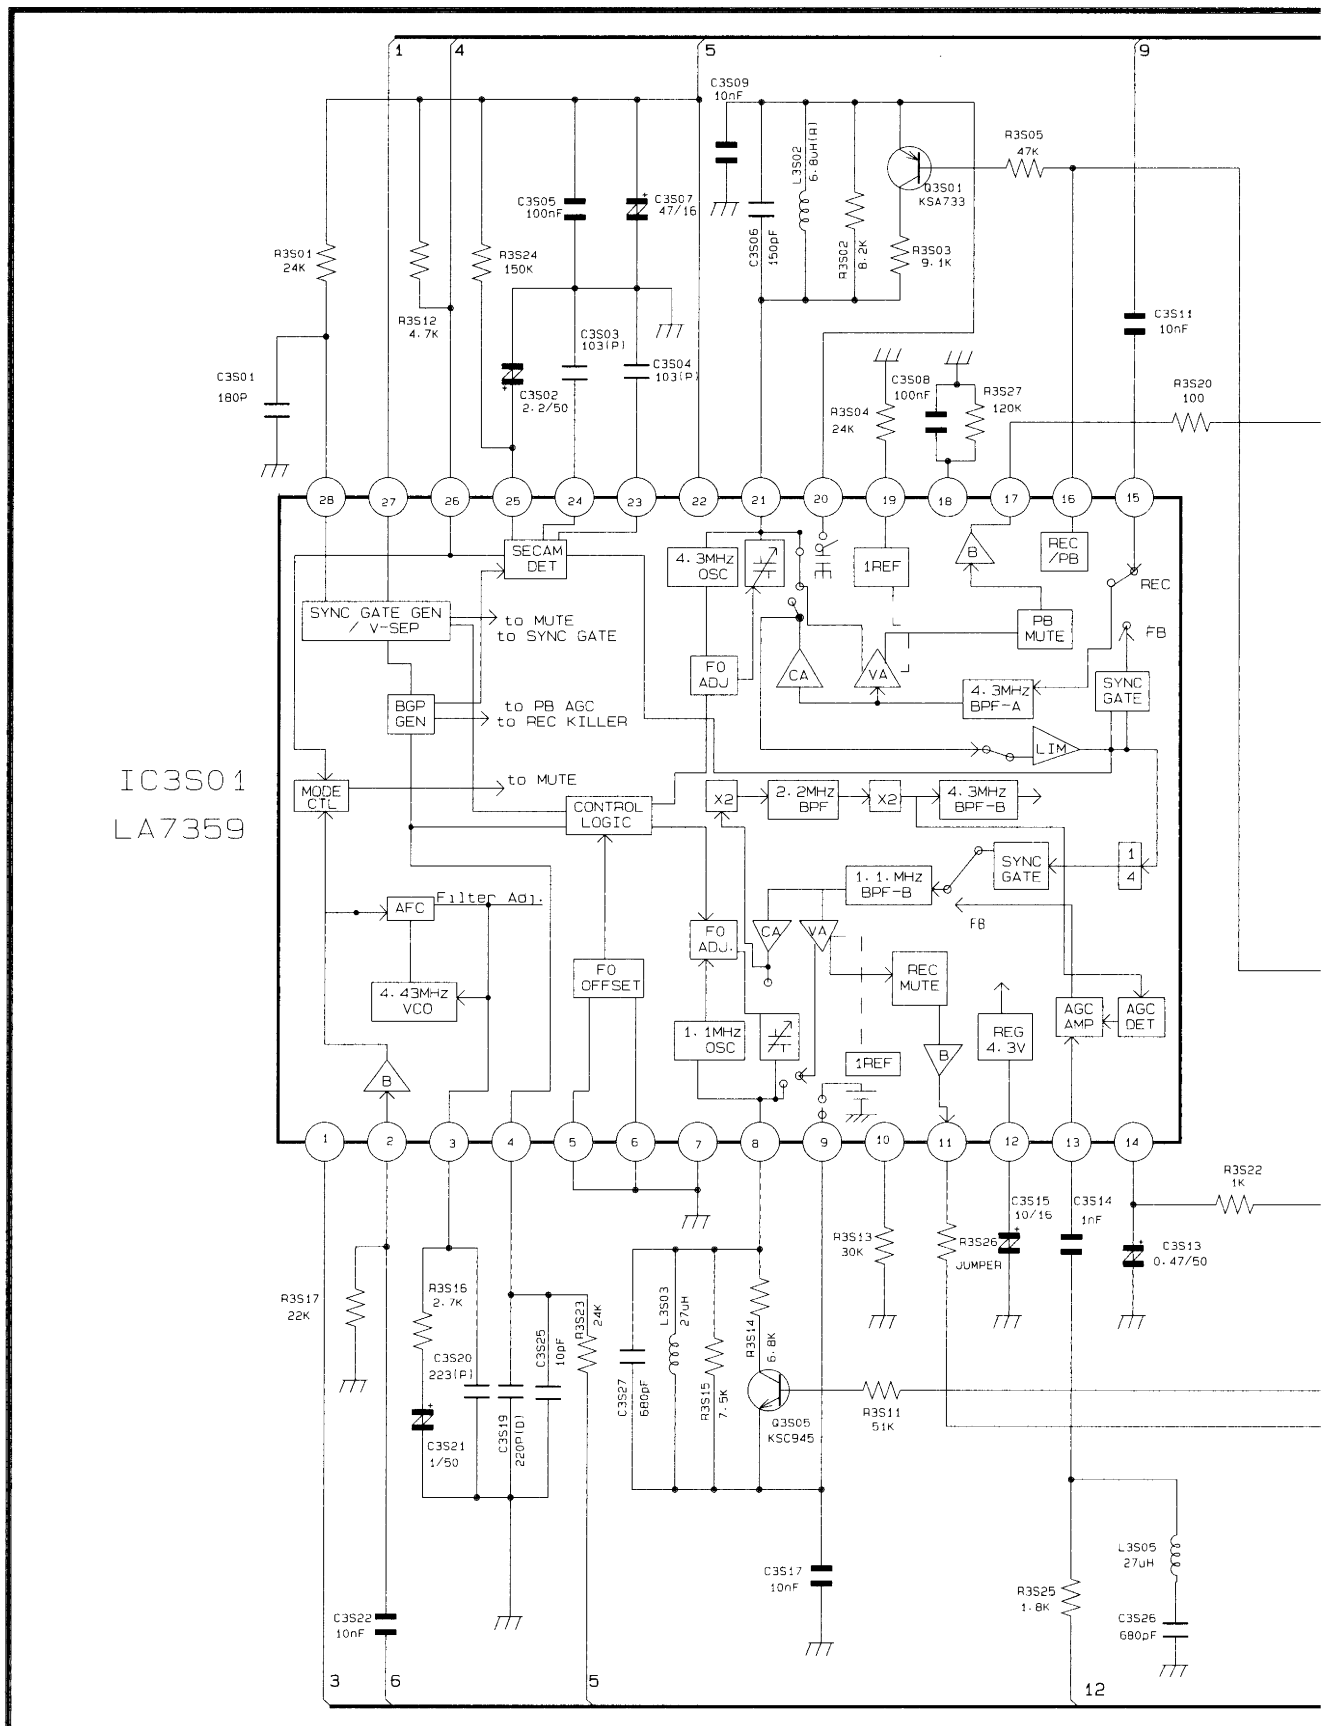 1
4
5
9
C3S09
10nF
L3S02
6.8uH(R)
R3S05
47K
Q3S01
KSA733
C3S05
100nF
C3S07
47/16
C3S06
150pF
R3S02
8.2K
R3S03
9.1K
R3S01
24K
R3S24
150K
R3S12
4.7K
C3S03
103(P)
C3S04
103(P)
C3S11
10nF
C3S01
180P
C3S02
2.2/50
R3S04
24K
C3S08
100nF
R3S27
120K
R3S20
100
28
27
26
25
24
23
22
21
20
19
18
17
16
15
SECAM
DET
4.3MHz
OSC
T
1REF
B
REC
/PB
REC
SYNC GATE GEN
/ V-SEP
to MUTE
to SYNC GATE
PB
MUTE
FB
FO
ADJ
CA
VA
4.3MHz
BPF-A
SYNC
GATE
BGP
GEN
to PB AGC
to REC KILLER
LIM
IC3S01
LA7359
MODE
CTL
to MUTE
CONTROL
LOGIC
X2
2.2MHz
BPF
X2
4.3MHz
BPF-B
SYNC
GATE
1
4
1.1.MHz
BPF-B
AFC
Filter Adj.
FB
FO
ADJ.
CA
VA
FO
OFFSET
REC
MUTE
4.43MHz
VCO
AGC
AMP
AGC
DET
1.1MHz
OSC
T
REG
4.3V
1REF
B
B
1
2
3
4
5
6
7
8
9
10
11
12
13
14
R3S22
1K
C3S15
10/16
C3S14
1nF
R3S13
30K
R3S26
JUMPER
C3S13
0.47/50
R3S17
22K
R3S16
2.7K
C3S20
223(P)
C3S21
1/50
C3S19
220P(D)
C3S25
10pF
R3S23
24K
C3S27
680pF
L3S03
27uH
R3S15
7.5K
R3S14
6.8K
Q3S05
KSC945
R3S11
51K
C3S17
10nF
L3S05
27uH
R3S25
1.8K
C3S26
680pF
C3S22
10nF
3
6
5
12